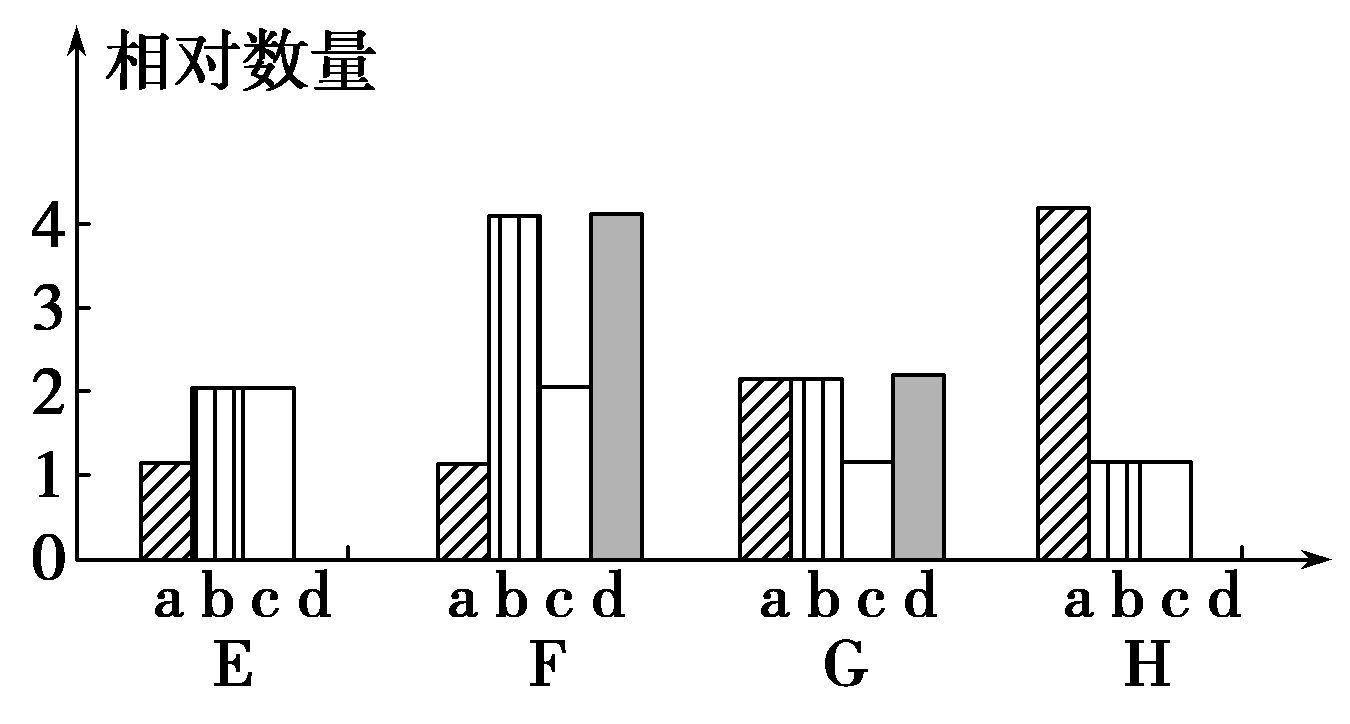 相对数量
4
3
2
1
0
a b c d a b c d a b c d a b c d
E F G H